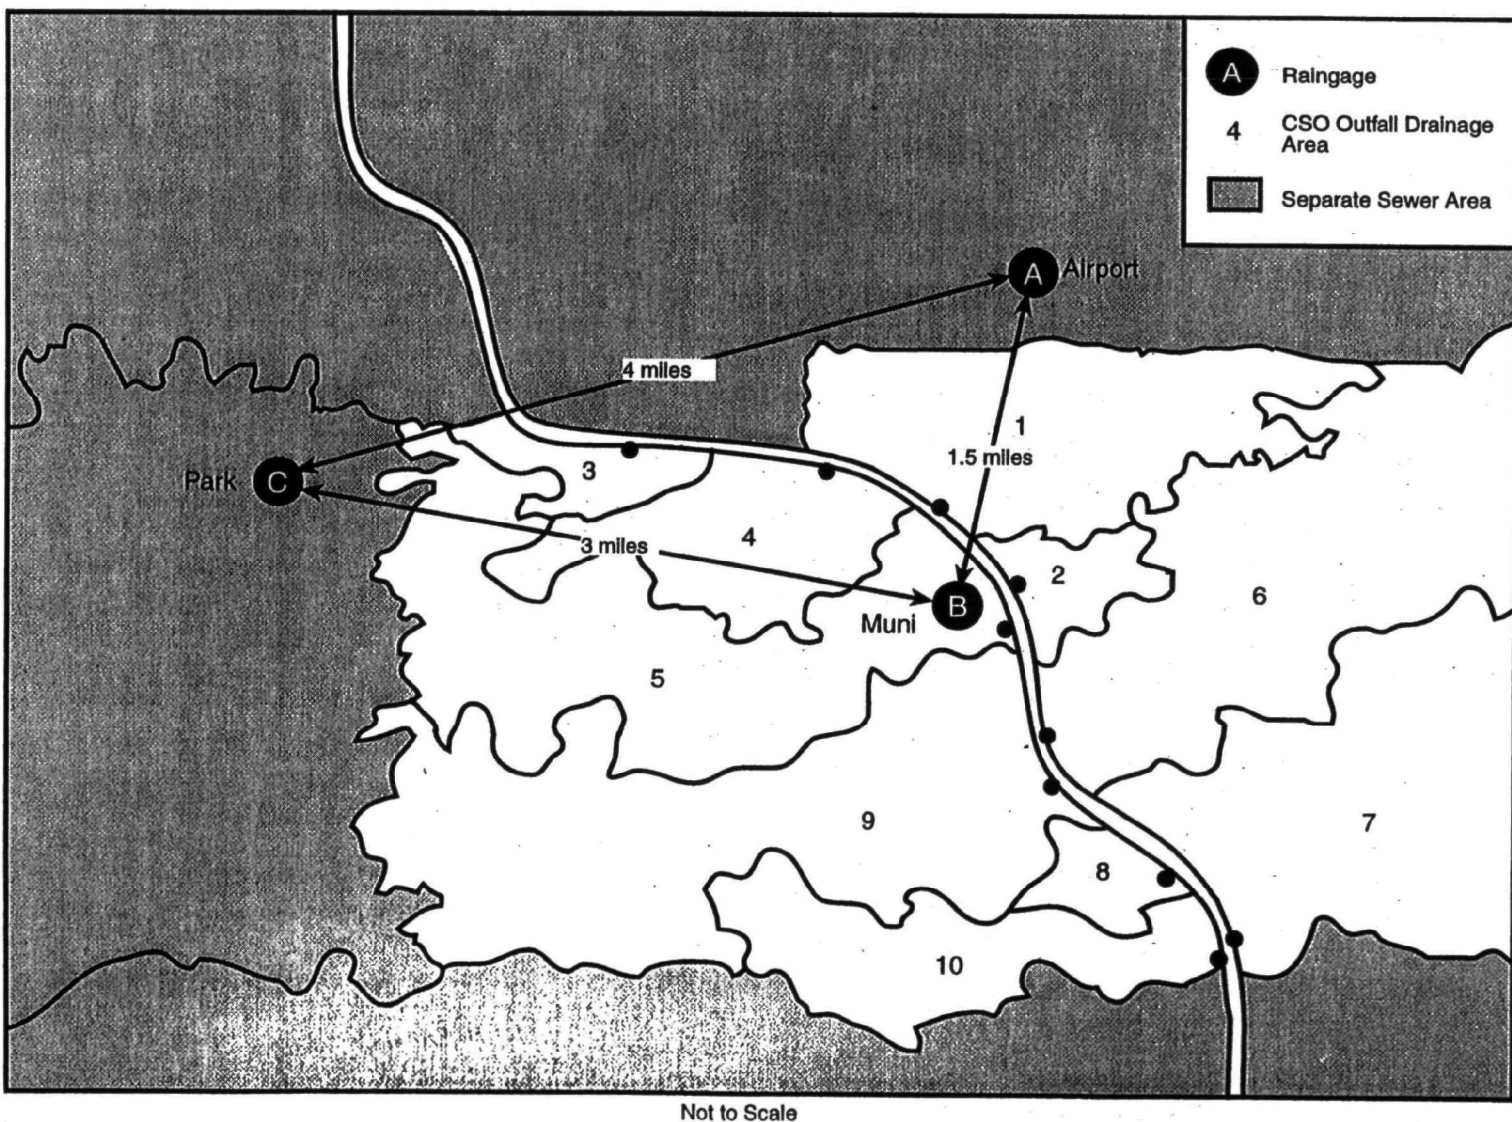 A
Raingage
4
CSO Outfall Drainage
Area
Separate Sewer Area
A
Airport
4 miles
1
1.5 miles
Park
C
3
3 miles
4
2
B
Muni
6
5
9
7
8
10
Not to Scale